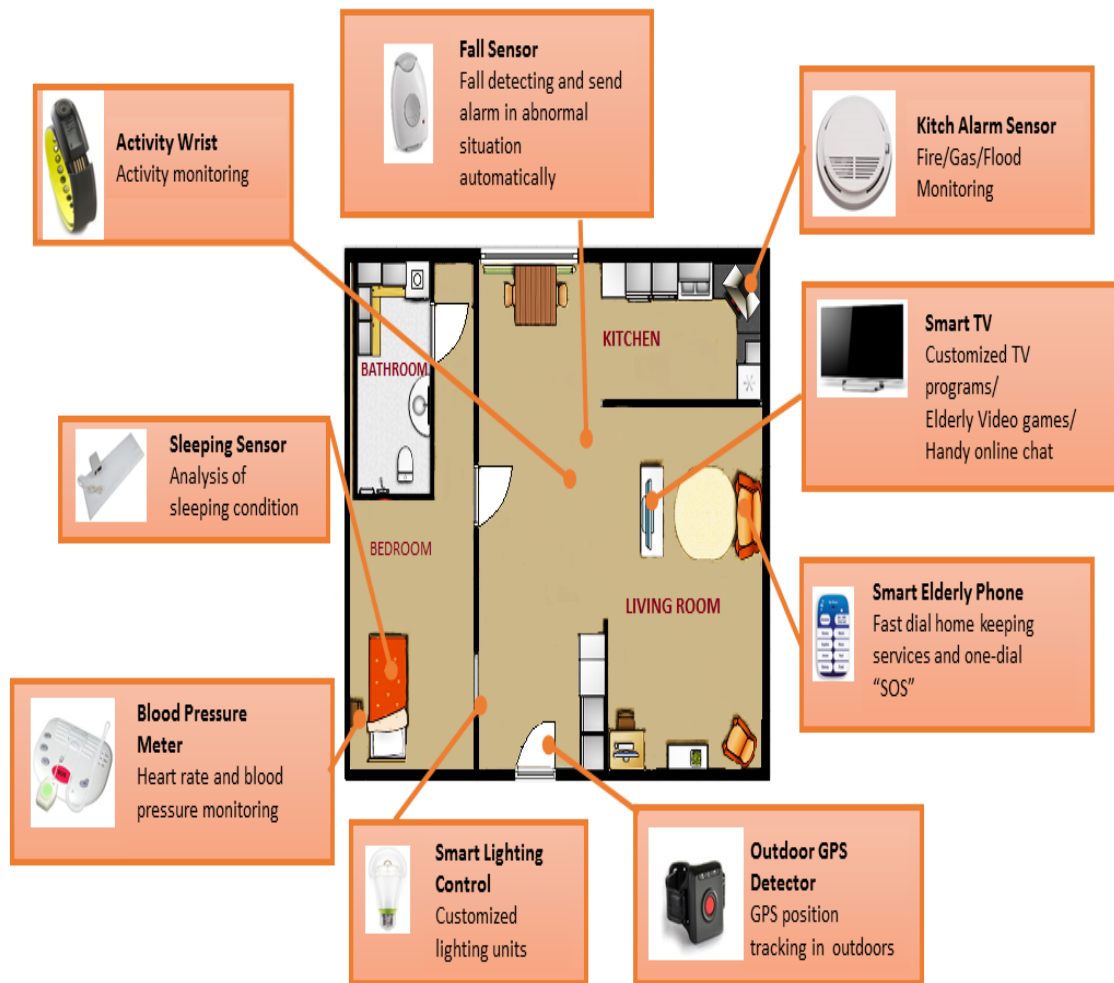 Fall Sensor
Fall detecting and send
alarm in abnormal
situation
automatically
Activity Wrist
Activity monitoring
Kitch Alarm Sensor
Fire/Gas/Flood
Monitoring
Smart TV
Customized TV
programs/
Elderly Video games/
Handy online chat
KITCHEN
BATHROOM
Sleeping Sensor
Analysis of
sleeping condition
BEDROOM
LIVING ROOM
Smart Elderly Phone
Fast dial home keeping
services and one-dial
“SOS”
Blood Pressure
Meter
Heart rate and blood
pressure monitoring
Smart Lighting
Control
Customized
lighting units
Outdoor GPS
Detector
GPS position
tracking in outdoors